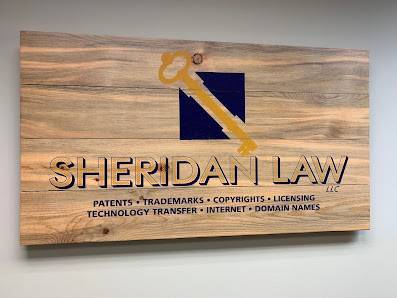 SHERIDAN LAW
LLC
PATENTS • TRADEMARKS • COPYRIGHTS • LICENSING
TECHNOLOGY TRANSFER • INTERNET • DOMAIN NAMES